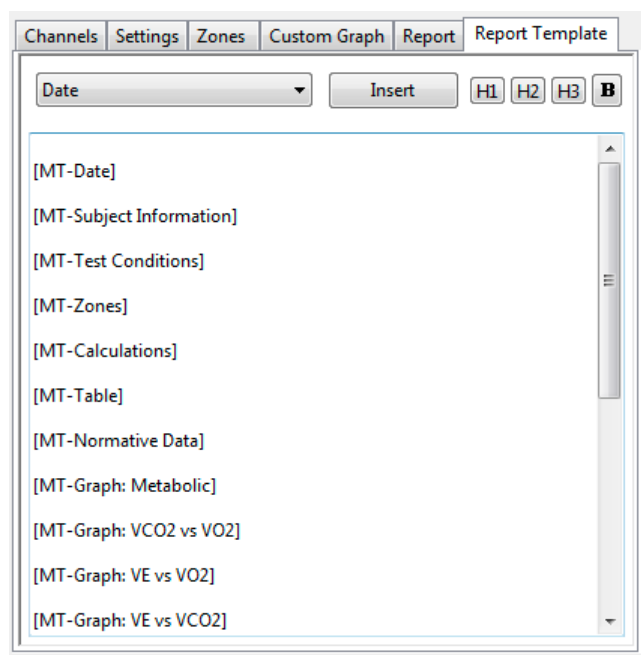 Channels Settings Zones Custom Graph Report Report Template
Date Insert H1 H2 H3 B
[MT-Date]
[MT-Subject Information]
[MT-Test Conditions]
[MT-Zones]
[MT-Calculations]
[MT-Table]
[MT-Normative Data]
[MT-Graph: Metabolic]
[MT-Graph: VCO2 vs VO2]
[MT-Graph: VE vs VO2]
[MT-Graph: VE vs VCO2]